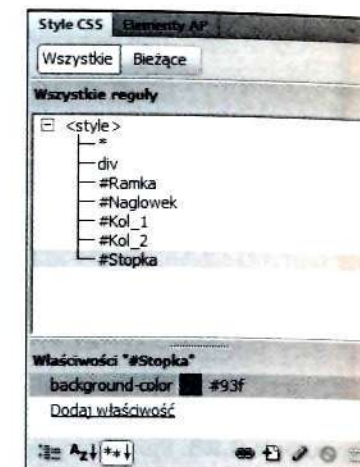 Style CSS Elementy AP
Wszystkie Bieżące
Wszystkie reguły
<style>
*
div
#Ramka
#Naglowek
#Kol_1
#Kol_2
#Stopka
Właściwości "#Stopka"
background-color #93f
Dodaj właściwość